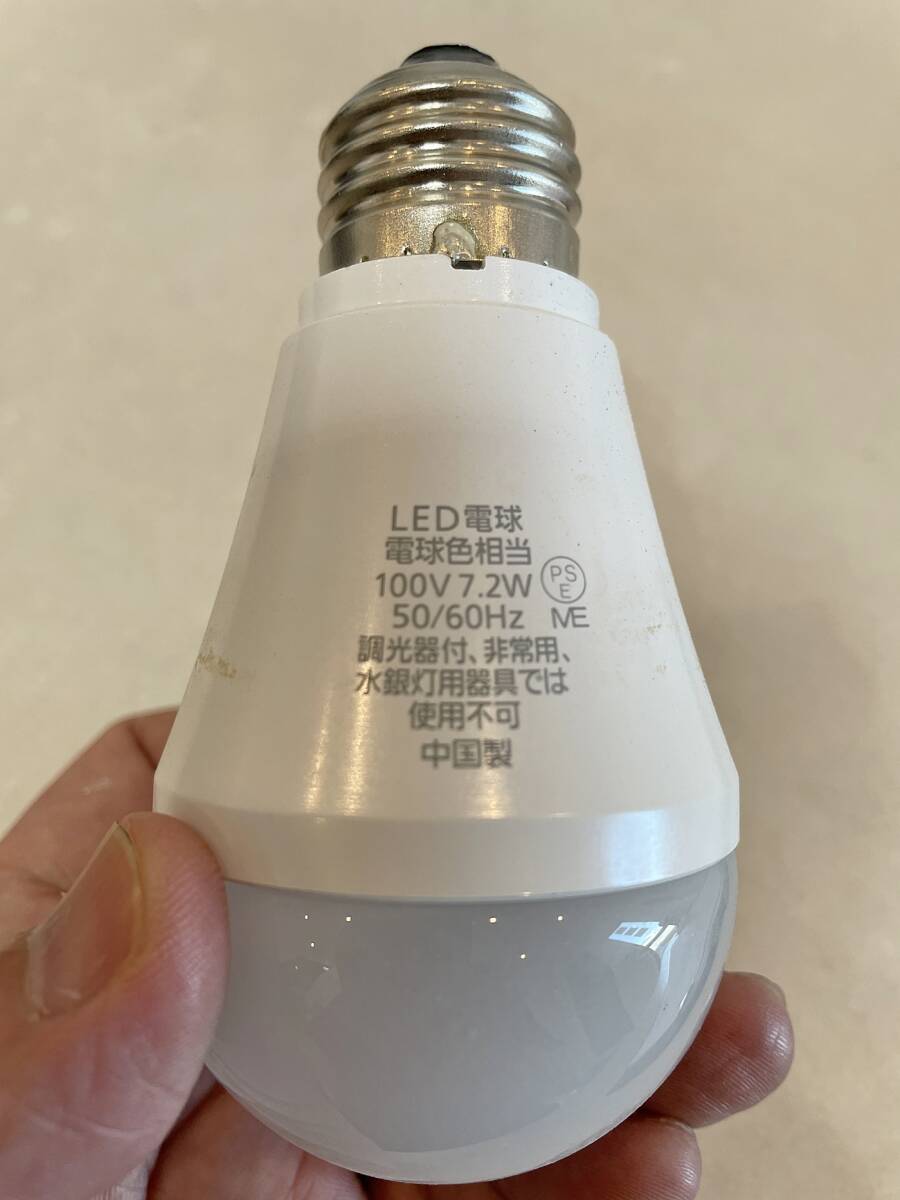 LED電球
電球色相当
100V 7.2W
PS
E
50/60Hz
ME
調光器付、非常用、
水銀灯用器具では
使用不可
中国製